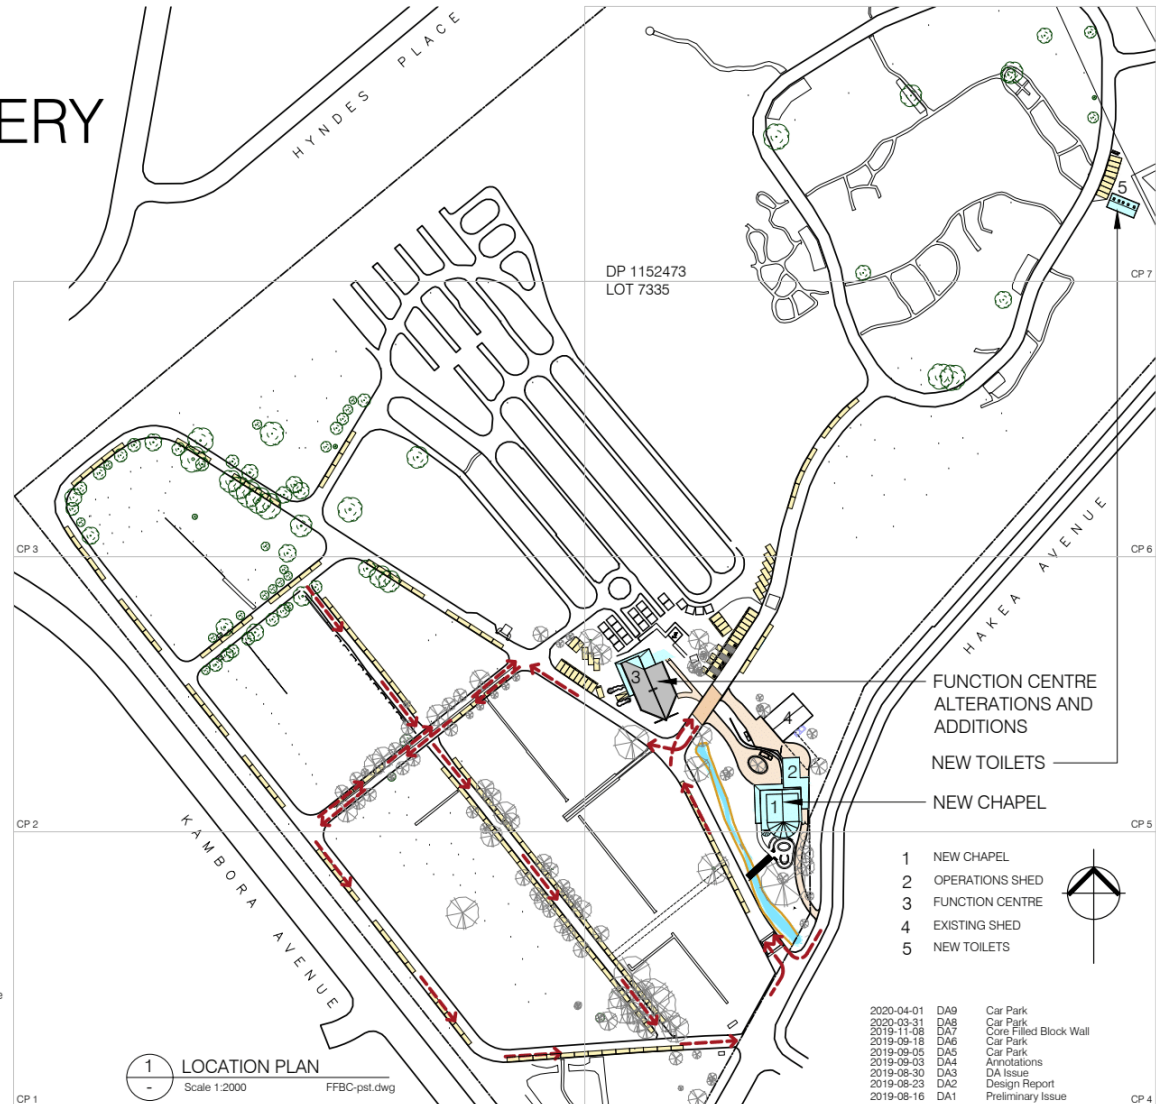 ERY
HYNDES PLACE
5
DP 1152473
LOT 7335
CP 7
CP 3
CP 6
HAKEA AVENUE
3
FUNCTION CENTRE
ALTERATIONS AND
ADDITIONS
4
NEW TOILETS
2
NEW CHAPEL
1
CP 2
CP 5
KAMBORA AVENUE
1 NEW CHAPEL
2 OPERATIONS SHED
3 FUNCTION CENTRE
4 EXISTING SHED
5 NEW TOILETS
e
2020-04-01 DA9 Car Park
2020-03-31 DA8 Car Park
2019-11-08 DA7 Core Filled Block Wall
2019-09-18 DA6 Car Park
2019-09-05 DA5 Car Park
2019-09-03 DA4 Annotations
2019-08-30 DA3 DA Issue
2019-08-23 DA2 Design Report
2019-08-16 DA1 Preliminary Issue
1 LOCATION PLAN
- Scale 1:2000 FFBC-pst.dwg
CP 1
CP 4